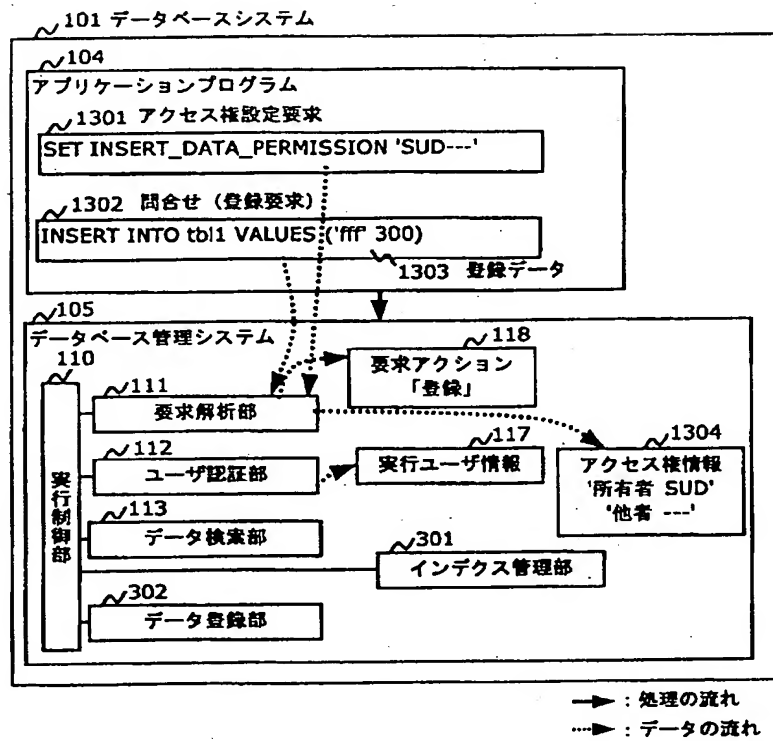 101 データベースシステム
104
アプリケーションプログラム
1301 アクセス権設定要求
SET INSERT_DATA_PERMISSION 'SUD---'
1302 問合せ（登録要求）
INSERT INTO tbl1 VALUES ('fff' 300)
1303 登録データ
105
データベース管理システム
110
実行制御部
111
要求解析部
118
要求アクション
「登録」
112
ユーザ認証部
117
実行ユーザ情報
1304
アクセス権情報
'所有者 SUD'
'他者 ---'
113
データ検索部
301
インデクス管理部
302
データ登録部
：処理の流れ
：データの流れ